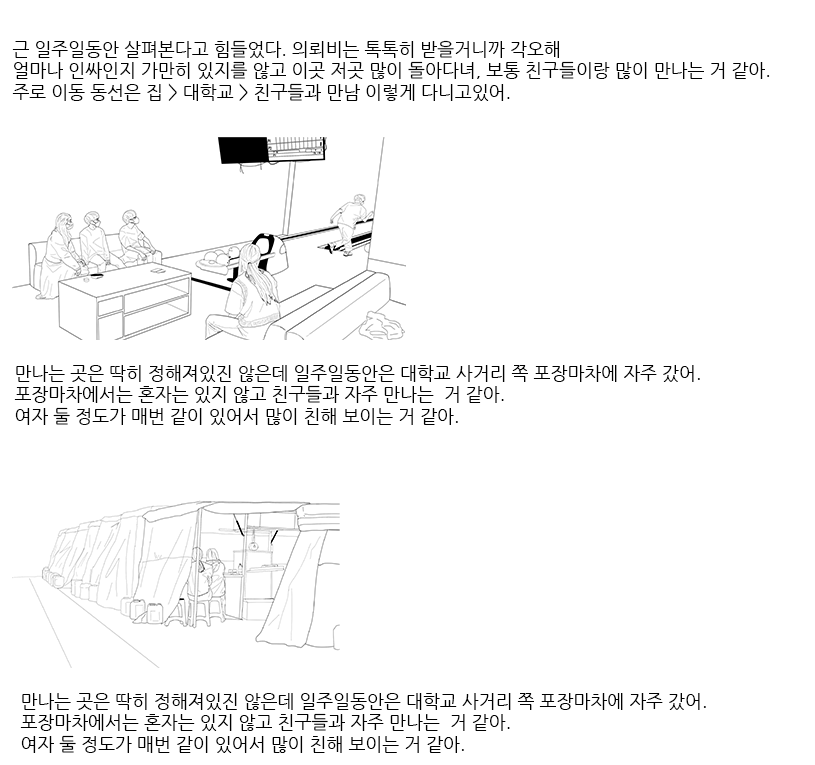 근 일주일동안 살펴본다고 힘들었다. 의뢰비는 톡톡히 받을거니까 각오해
얼마나 인싸인지 가만히 있지를 않고 이곳 저곳 많이 돌아다녀, 보통 친구들이랑 많이 만나는 거 같아.
주로 이동 동선은 집 > 대학교 > 친구들과 만남 이렇게 다니고있어.
만나는 곳은 딱히 정해져있진 않은데 일주일동안은 대학교 사거리 쪽 포장마차에 자주 갔어.
포장마차에서는 혼자는 있지 않고 친구들과 자주 만나는  거 같아.
여자 둘 정도가 매번 같이 있어서 많이 친해 보이는 거 같아.
만나는 곳은 딱히 정해져있진 않은데 일주일동안은 대학교 사거리 쪽 포장마차에 자주 갔어.
포장마차에서는 혼자는 있지 않고 친구들과 자주 만나는  거 같아.
여자 둘 정도가 매번 같이 있어서 많이 친해 보이는 거 같아.